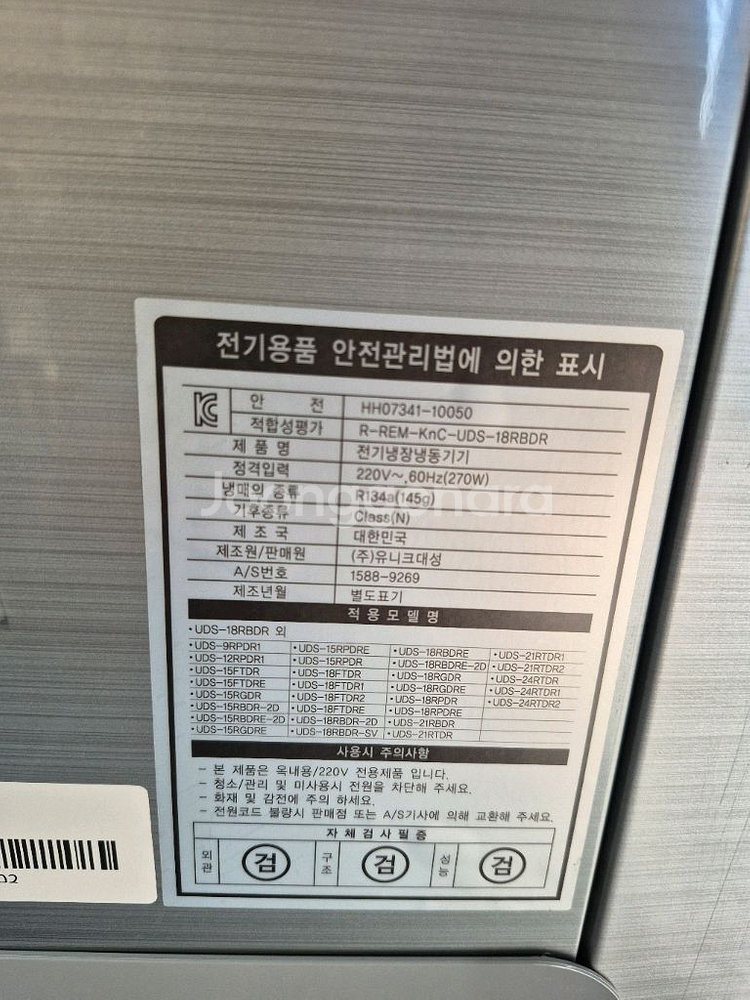 전기용품 안전관리법에 의한 표시
안 전 HH07341-10050
적합성평가 R-REM-KnC-UDS-18RBDR
제 품 명 전기냉장냉동기기
정격입력 220V~,60Hz(270W)
냉매의 종류 R134a(145g)
기후종류 Class(N)
제 조 국 대한민국
제조원/판매원 (주)유니크대성
A/S번호 1588-9269
제조년월 별도표기
적 용 모 델 명
•UDS-18RBDR 외
•UDS-9RPDR1 •UDS-15RPDRE •UDS-18RBDRE •UDS-21RTDR1
•UDS-12RPDR1 •UDS-15RPDR •UDS-18RBDRE-2D •UDS-21RTDR2
•UDS-15FTDR •UDS-18FTDR •UDS-18RGDR •UDS-24RTDR
•UDS-15FTDRE •UDS-18FTDR1 •UDS-18RGDRE •UDS-24RTDR1
•UDS-15RGDR •UDS-18FTDR2 •UDS-18RPDR •UDS-24RTDR2
•UDS-15RBDR-2D •UDS-18FTDRE •UDS-18RPDRE
•UDS-15RBDRE-2D •UDS-18RBDR-2D •UDS-21RBDR
•UDS-15RGDRE •UDS-18RBDR-SV •UDS-21RTDR
사용시 주의사항
- 본 제품은 옥내용/220V 전용제품 입니다.
- 청소/관리 및 미사용시 전원을 차단해 주세요.
- 화재 및 감전에 주의 하세요.
- 전원코드 불량시 판매점 또는 A/S기사에 의해 교환해 주세요.
자 체 검 사 필 증
외관 검 구조 검 성능 검
Joonggonara